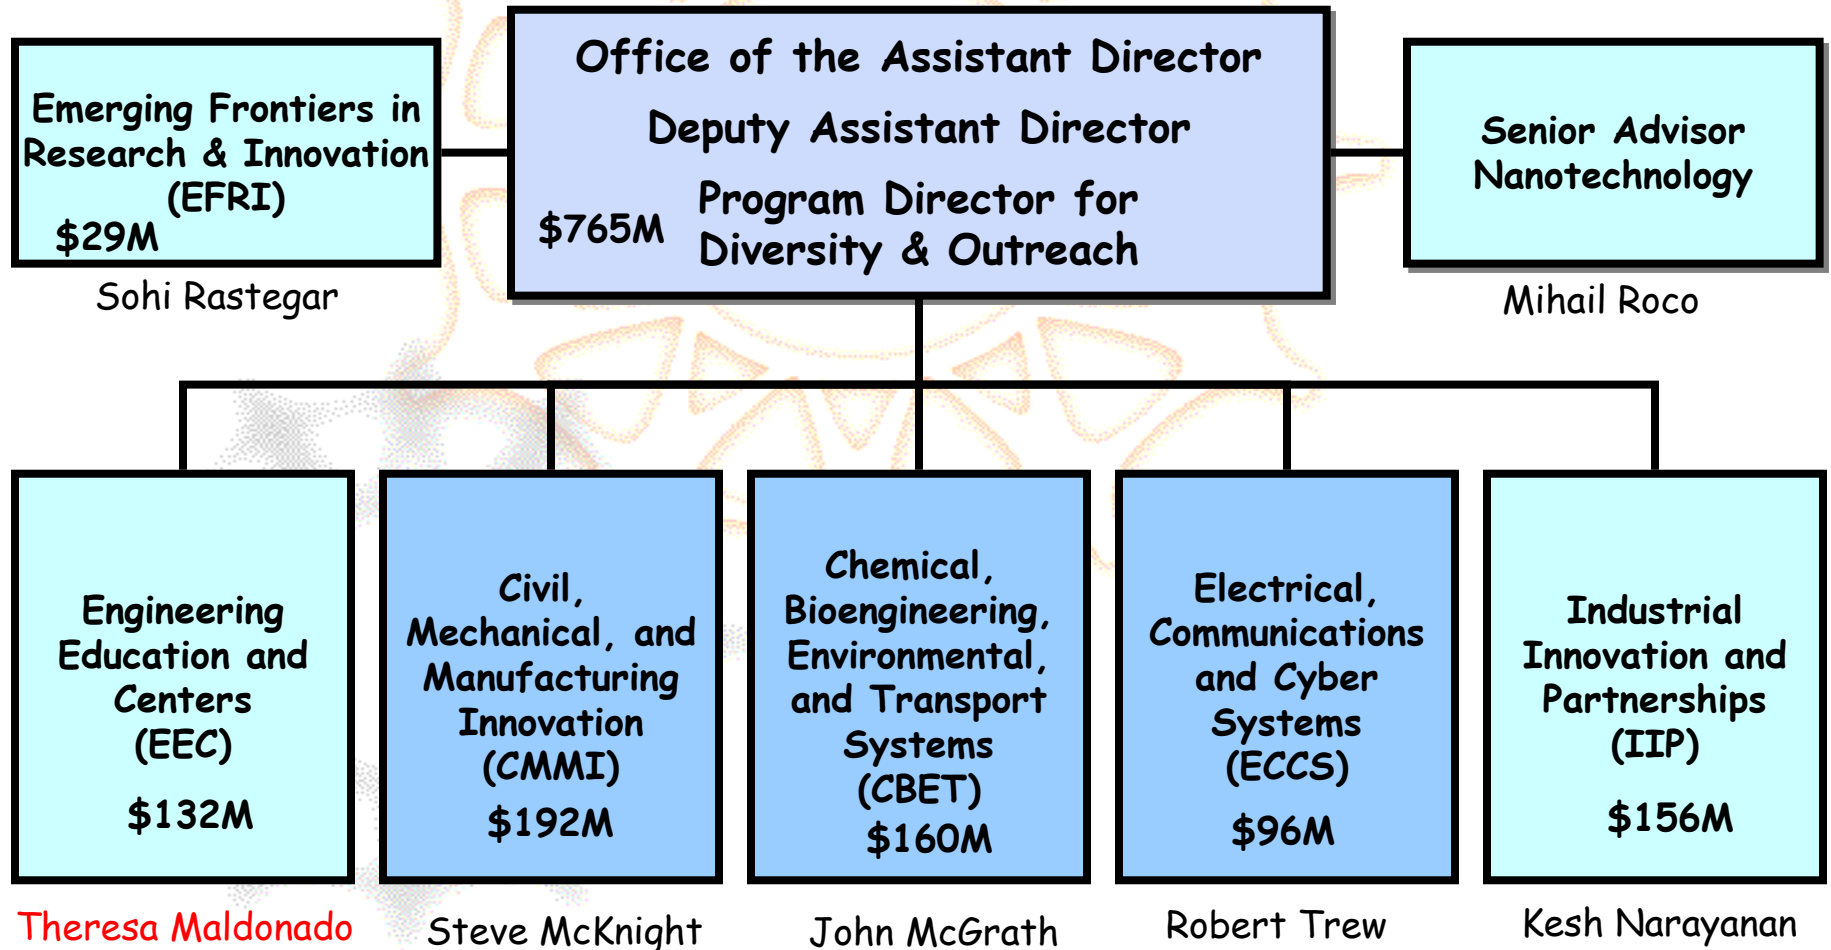 Emerging Frontiers in
Research & Innovation
(EFRI)
$29M
Sohi Rastegar
Office of the Assistant Director
Deputy Assistant Director
Program Director for
Diversity & Outreach
$765M
Senior Advisor
Nanotechnology
Mihail Roco
Engineering
Education and
Centers
(EEC)
$132M
Theresa Maldonado
Civil,
Mechanical, and
Manufacturing
Innovation
(CMMI)
$192M
Steve McKnight
Chemical,
Bioengineering,
Environmental,
and Transport
Systems
(CBET)
$160M
John McGrath
Electrical,
Communications
and Cyber
Systems
(ECCS)
$96M
Robert Trew
Industrial
Innovation and
Partnerships
(IIP)
$156M
Kesh Narayanan